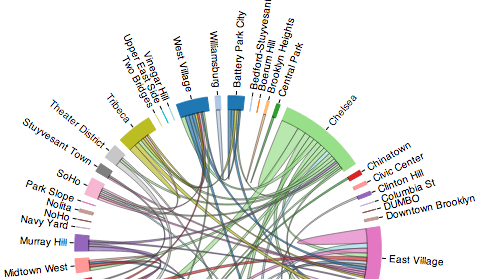 Midtown West
Murray Hill
Navy Yard
NoHo
Nolita
Park Slope
SoHo
Stuyvesant Town
Theater District
Tribeca
Two Bridges
Upper East Side
Vinegar Hill
West Village
Williamsburg
Battery Park City
Bedford-Stuyvesant
Boerum Hill
Brooklyn Heights
Central Park
Chelsea
Chinatown
Civic Center
Clinton Hill
Columbia St
DUMBO
Downtown Brooklyn
East Village